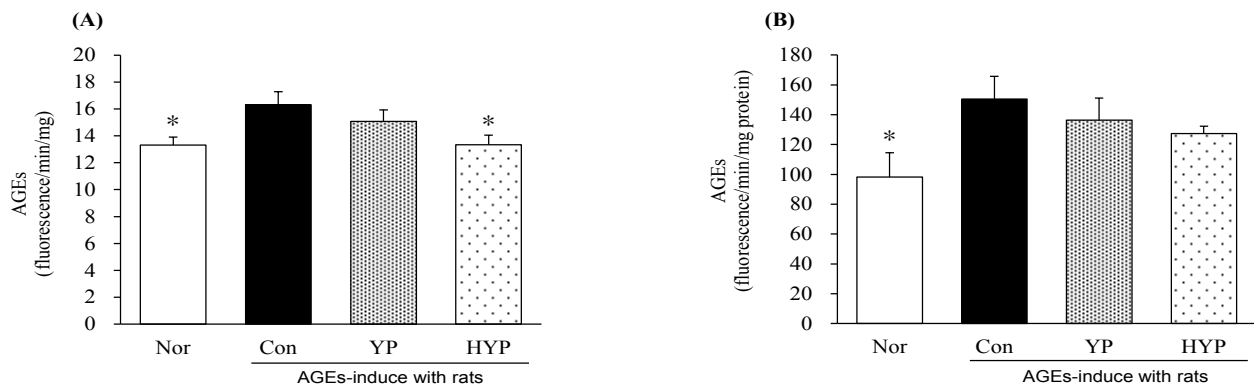 (A)
AGEs
(fluorescence/min/mg)
20
18
16
14
12
10
8
6
4
2
0
*
*
Nor Con YP HYP
AGEs-induce with rats
(B)
AGEs
(fluorescence/min/mg protein)
180
160
140
120
100
80
60
40
20
0
*
Nor Con YP HYP
AGEs-induce with rats